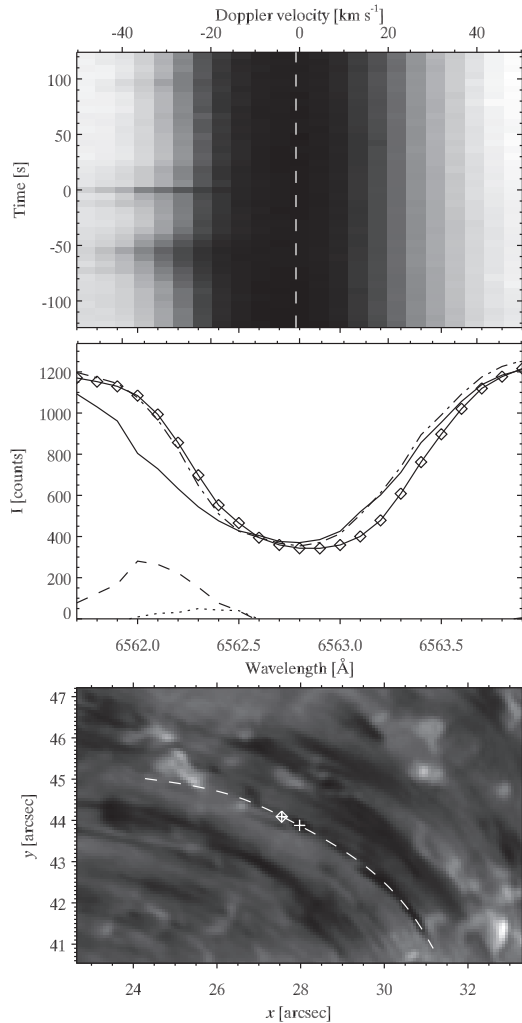 Doppler velocity [km s⁻¹]
-40 -20 0 20 40
100
50
0
-50
-100
Time [s]
1200
1000
800
600
400
200
0
I [counts]
6562.0 6562.5 6563.0 6563.5
Wavelength [Å]
47
46
45
44
43
42
41
y [arcsec]
24 26 28 30 32
x [arcsec]